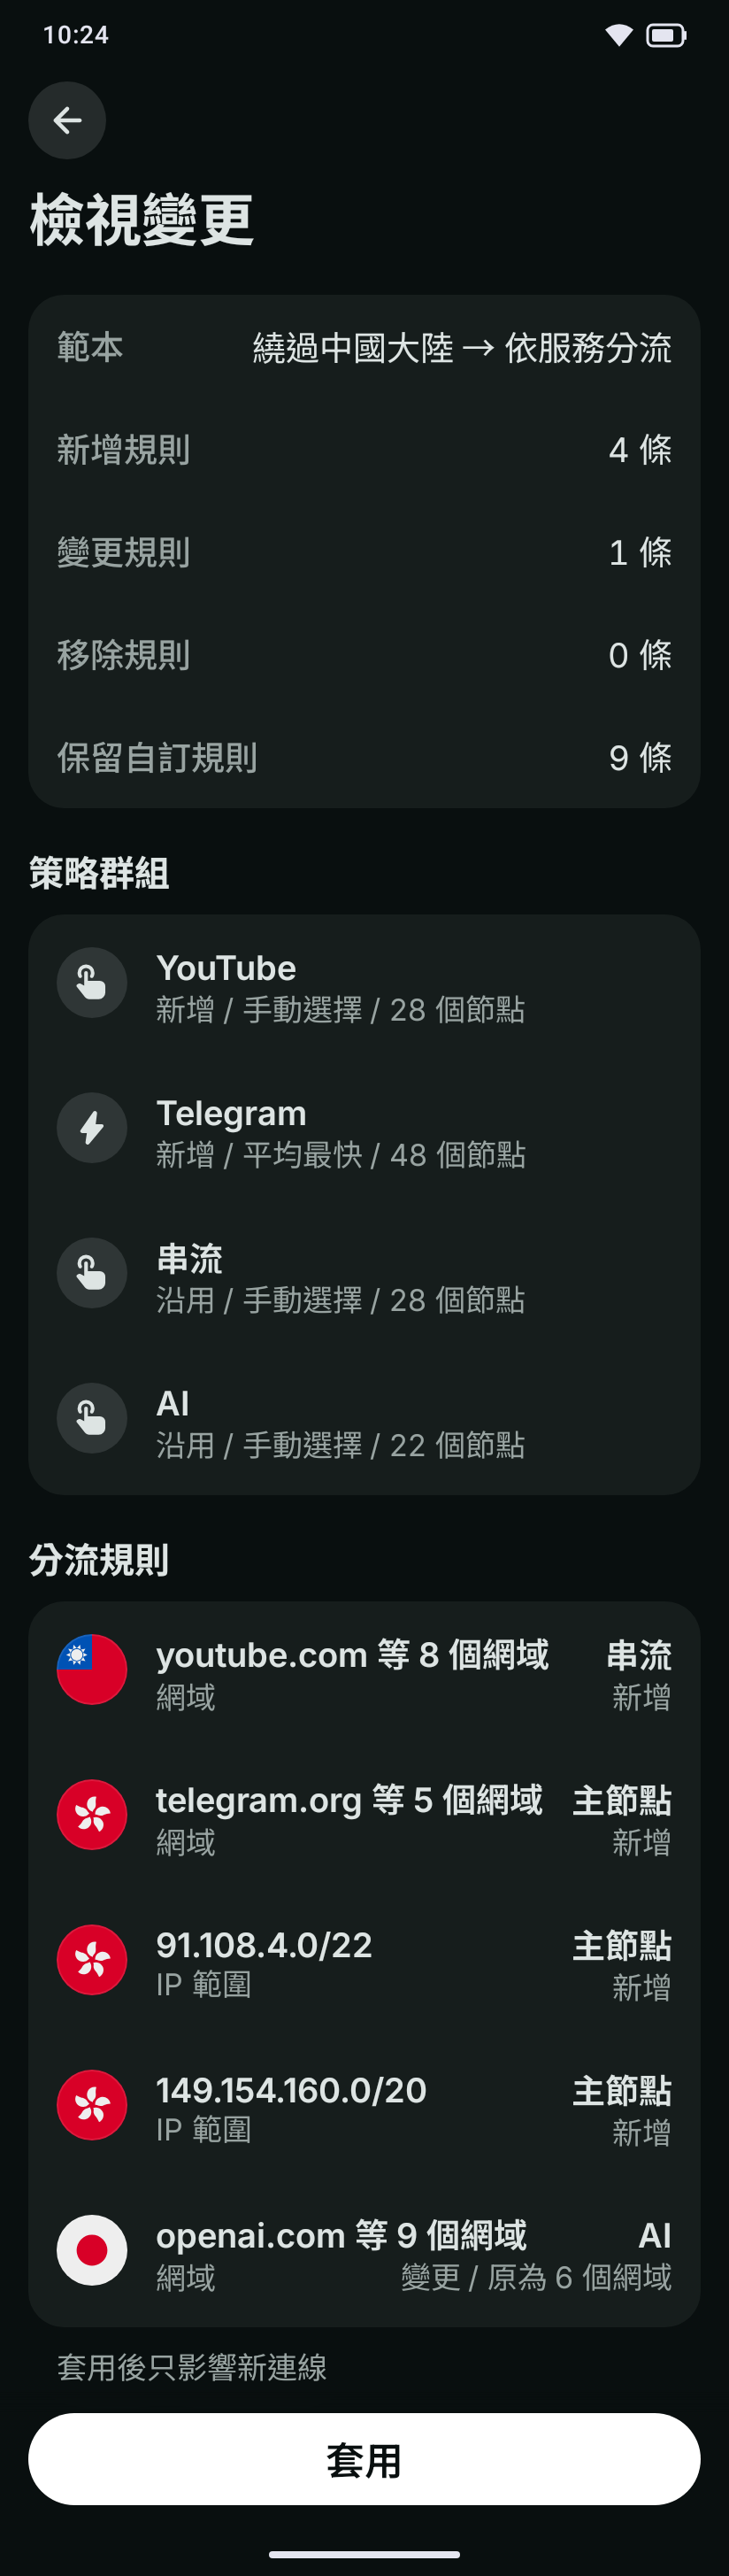 10:24
檢視變更
範本 繞過中國大陸 → 依服務分流
新增規則 4 條
變更規則 1 條
移除規則 0 條
保留自訂規則 9 條
策略群組
YouTube
新增 / 手動選擇 / 28 個節點
Telegram
新增 / 平均最快 / 48 個節點
串流
沿用 / 手動選擇 / 28 個節點
AI
沿用 / 手動選擇 / 22 個節點
分流規則
youtube.com 等 8 個網域 串流
網域 新增
telegram.org 等 5 個網域 主節點
網域 新增
91.108.4.0/22 主節點
IP 範圍 新增
149.154.160.0/20 主節點
IP 範圍 新增
openai.com 等 9 個網域 AI
網域 變更 / 原為 6 個網域
套用後只影響新連線
套用